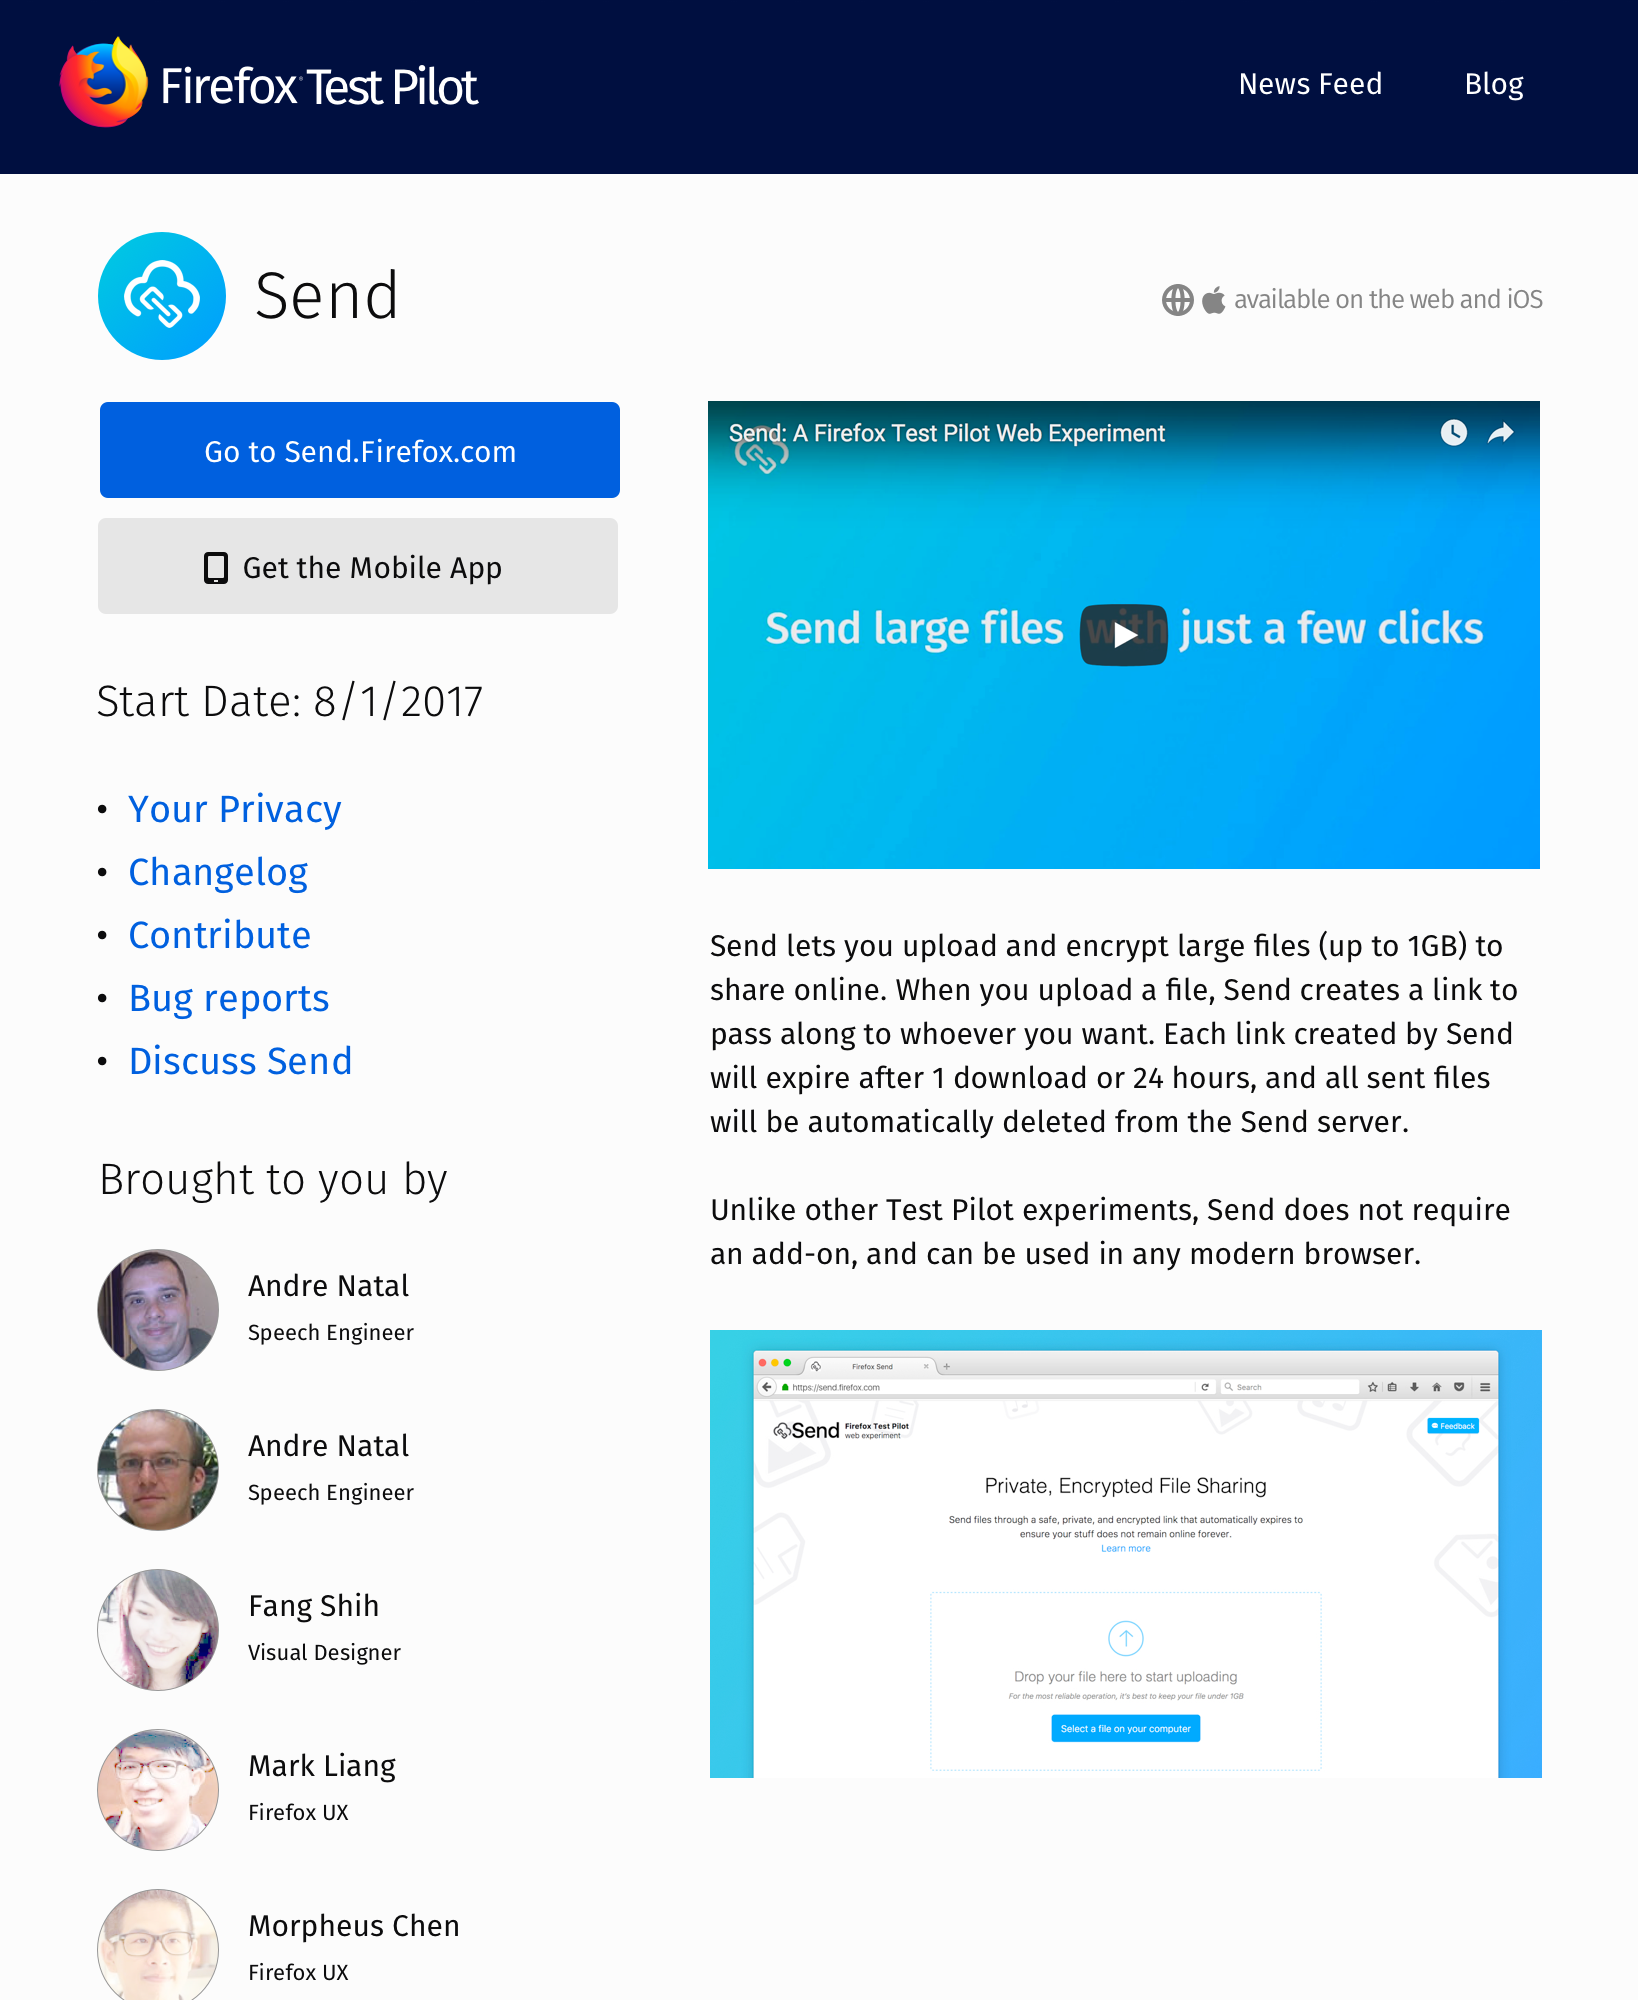 Firefox Test Pilot
News Feed
Blog
Send
available on the web and iOS
Go to Send.Firefox.com
Get the Mobile App
Start Date: 8/1/2017
• Your Privacy
• Changelog
• Contribute
• Bug reports
• Discuss Send
Brought to you by
Andre Natal
Speech Engineer
Andre Natal
Speech Engineer
Fang Shih
Visual Designer
Mark Liang
Firefox UX
Morpheus Chen
Firefox UX
Send: A Firefox Test Pilot Web Experiment
Send large files with just a few clicks
Send lets you upload and encrypt large files (up to 1GB) to
share online. When you upload a file, Send creates a link to
pass along to whoever you want. Each link created by Send
will expire after 1 download or 24 hours, and all sent files
will be automatically deleted from the Send server.
Unlike other Test Pilot experiments, Send does not require
an add-on, and can be used in any modern browser.
Firefox Send
https://send.firefox.com
Search
Send
Firefox Test Pilot
web experiment
Feedback
Private, Encrypted File Sharing
Send files through a safe, private, and encrypted link that automatically expires to
ensure your stuff does not remain online forever.
Learn more
Drop your file here to start uploading
For the most reliable operation, it's best to keep your file under 1GB
Select a file on your computer